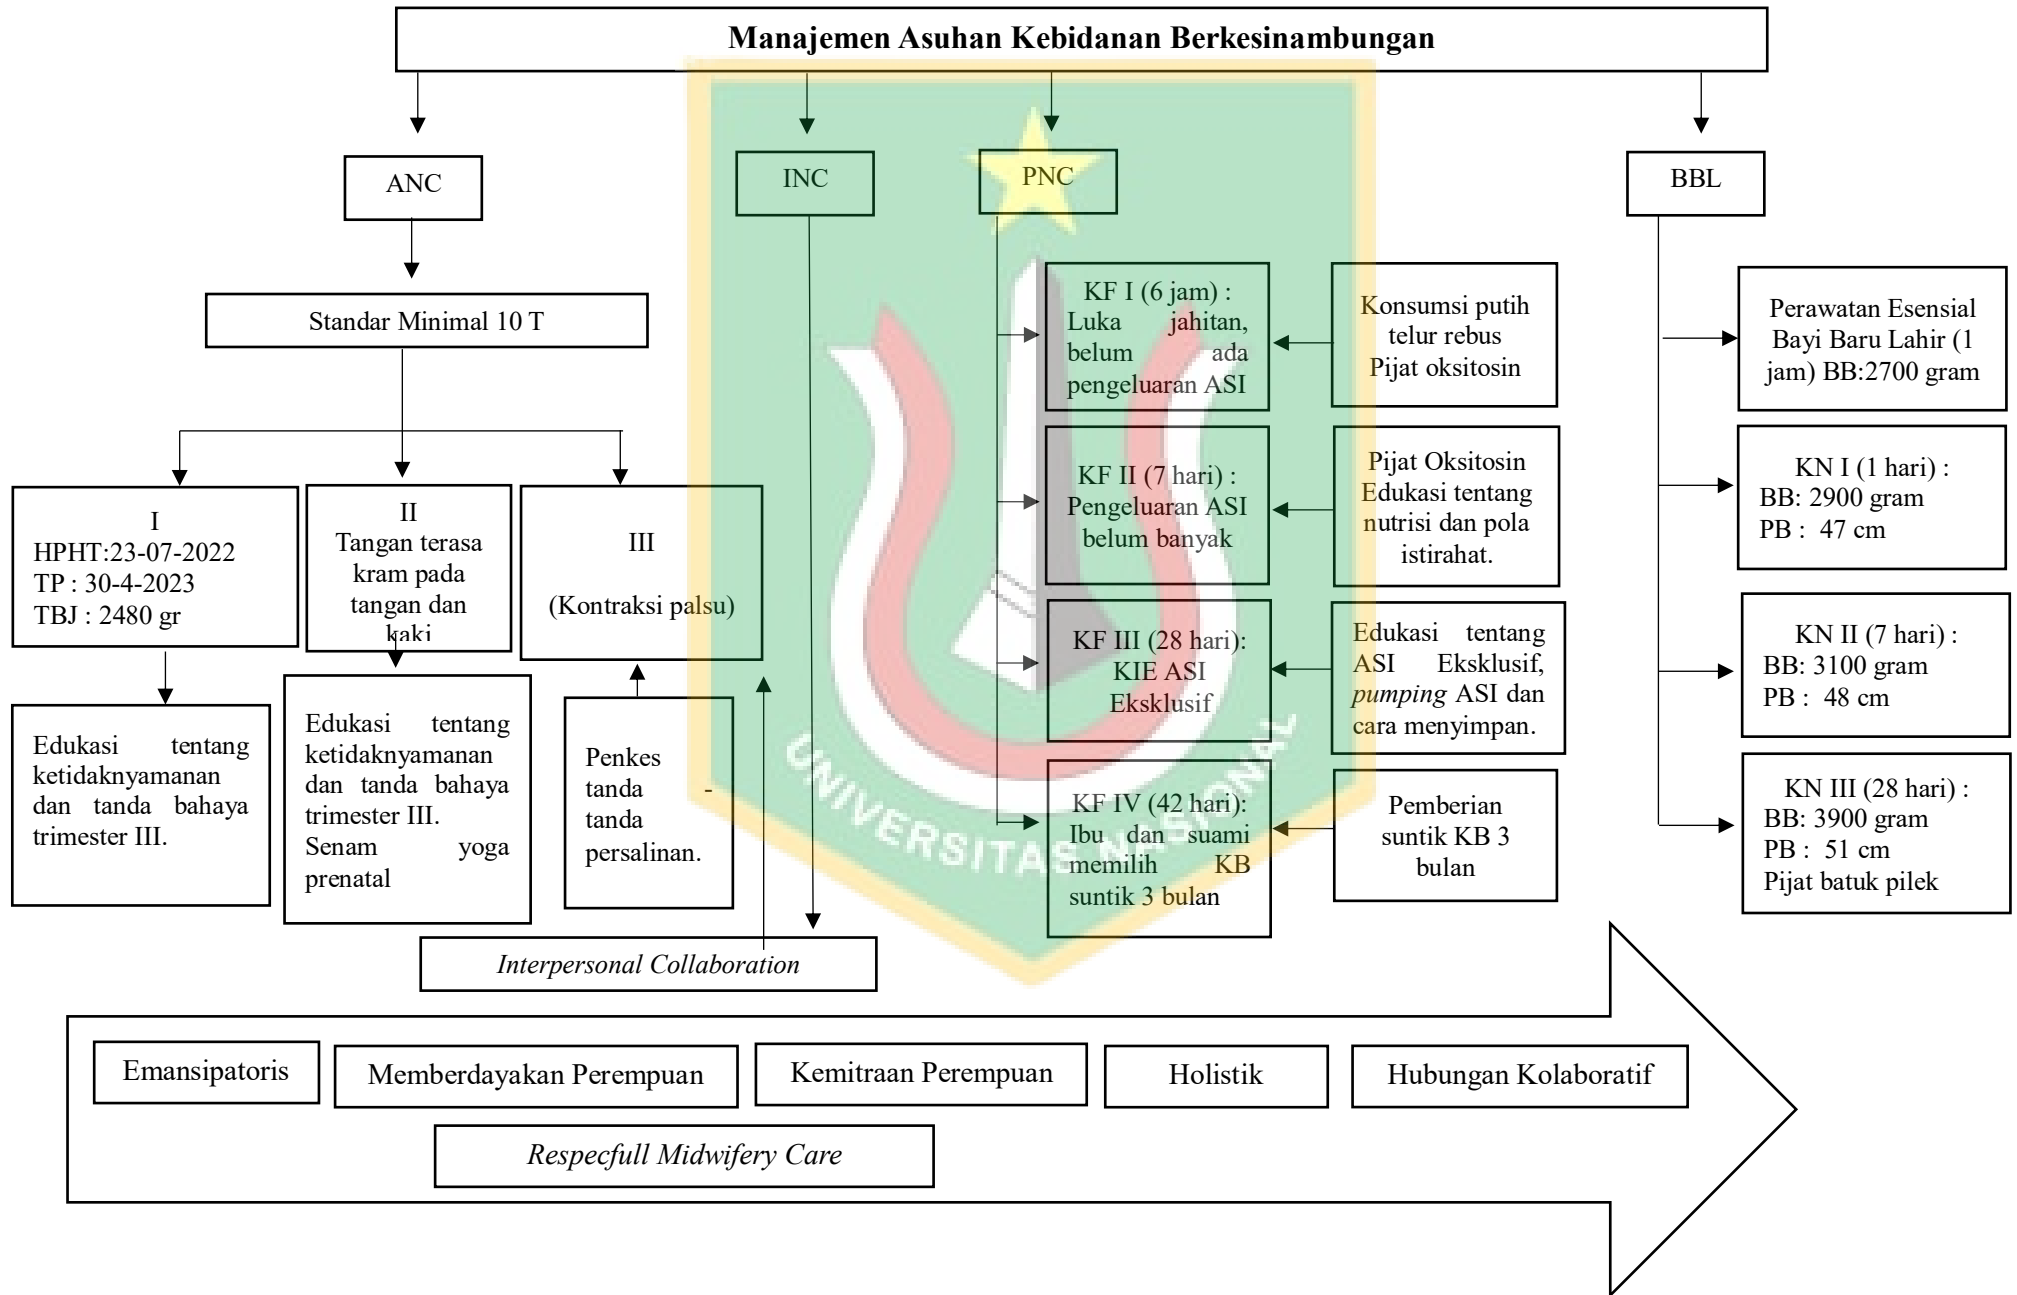 Manajemen Asuhan Kebidanan Berkesinambungan
ANC
INC
PNC
BBL
Standar Minimal 10 T
I
HPHT:23-07-2022
TP : 30-4-2023
TBJ : 2480 gr
II
Tangan terasa
kram pada
tangan dan
kaki
III
(Kontraksi palsu)
Edukasi tentang
ketidaknyamanan
dan tanda bahaya
trimester III.
Edukasi tentang
ketidaknyamanan
dan tanda bahaya
trimester III.
Senam yoga
prenatal
Penkes
tanda -
tanda
persalinan.
Interpersonal Collaboration
KF I (6 jam) :
Luka jahitan,
belum ada
pengeluaran ASI
Konsumsi putih
telur rebus
Pijat oksitosin
KF II (7 hari) :
Pengeluaran ASI
belum banyak
Pijat Oksitosin
Edukasi tentang
nutrisi dan pola
istirahat.
KF III (28 hari):
KIE ASI
Eksklusif
Edukasi tentang
ASI Eksklusif,
pumping ASI dan
cara menyimpan.
KF IV (42 hari):
Ibu dan suami
memilih KB
suntik 3 bulan
Pemberian
suntik KB 3
bulan
Perawatan Esensial
Bayi Baru Lahir (1
jam) BB:2700 gram
KN I (1 hari) :
BB: 2900 gram
PB : 47 cm
KN II (7 hari) :
BB: 3100 gram
PB : 48 cm
KN III (28 hari) :
BB: 3900 gram
PB : 51 cm
Pijat batuk pilek
UNIVERSITAS NASIONAL
Emansipatoris
Memberdayakan Perempuan
Kemitraan Perempuan
Holistik
Hubungan Kolaboratif
Respecfull Midwifery Care